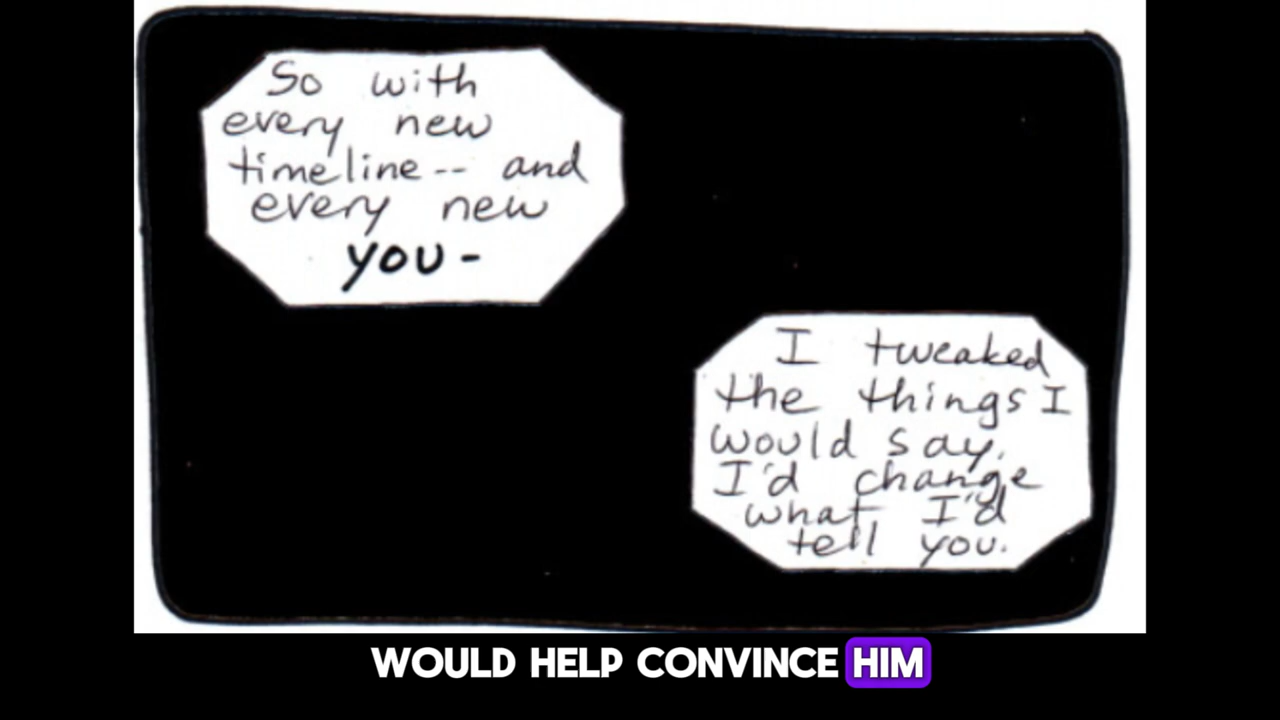 So with
every new
timeline-- and
every new
you-
I tweaked
the things I
would say.
I'd change
what I'd
tell you.
WOULD HELP CONVINCE HIM